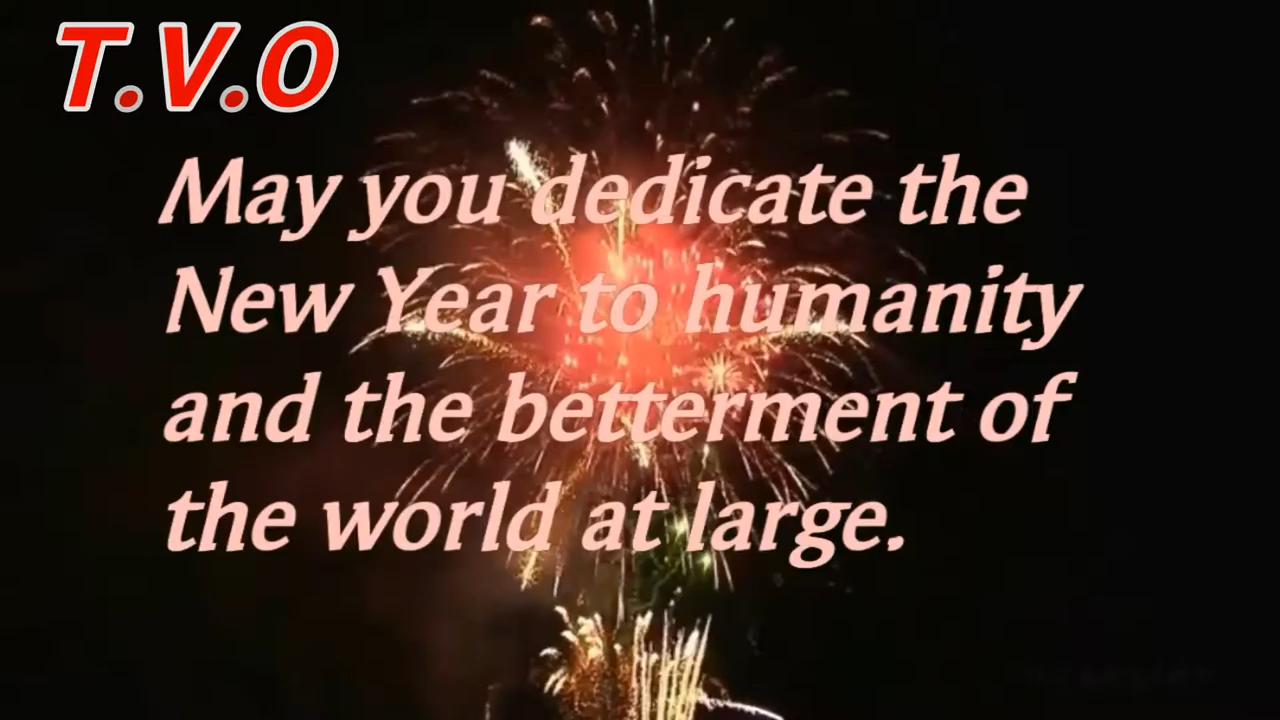 T.V.O
May you dedicate the
New Year to humanity
and the betterment of
the world at large.